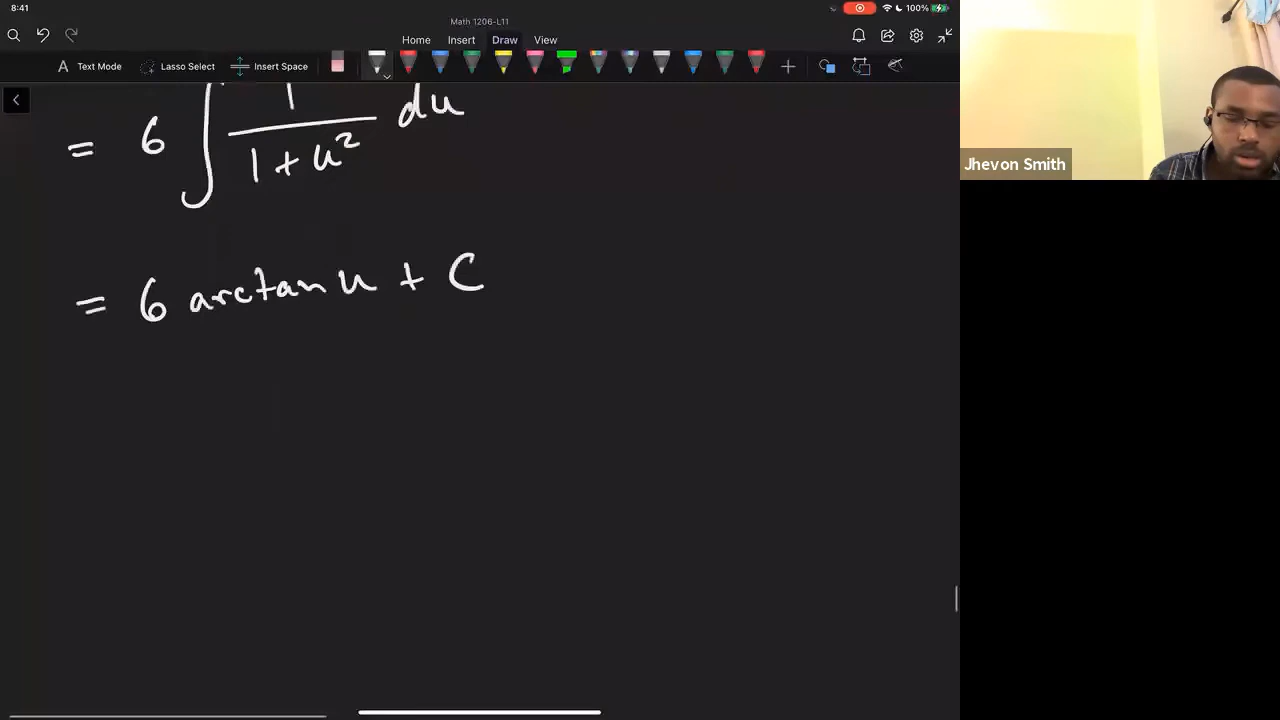 8:41
100%
Math 1206-L11
Home Insert Draw View
Text Mode Lasso Select Insert Space
= 6 ∫ 1/(1 + u²) du
= 6 arctan u + C
Jhevon Smith